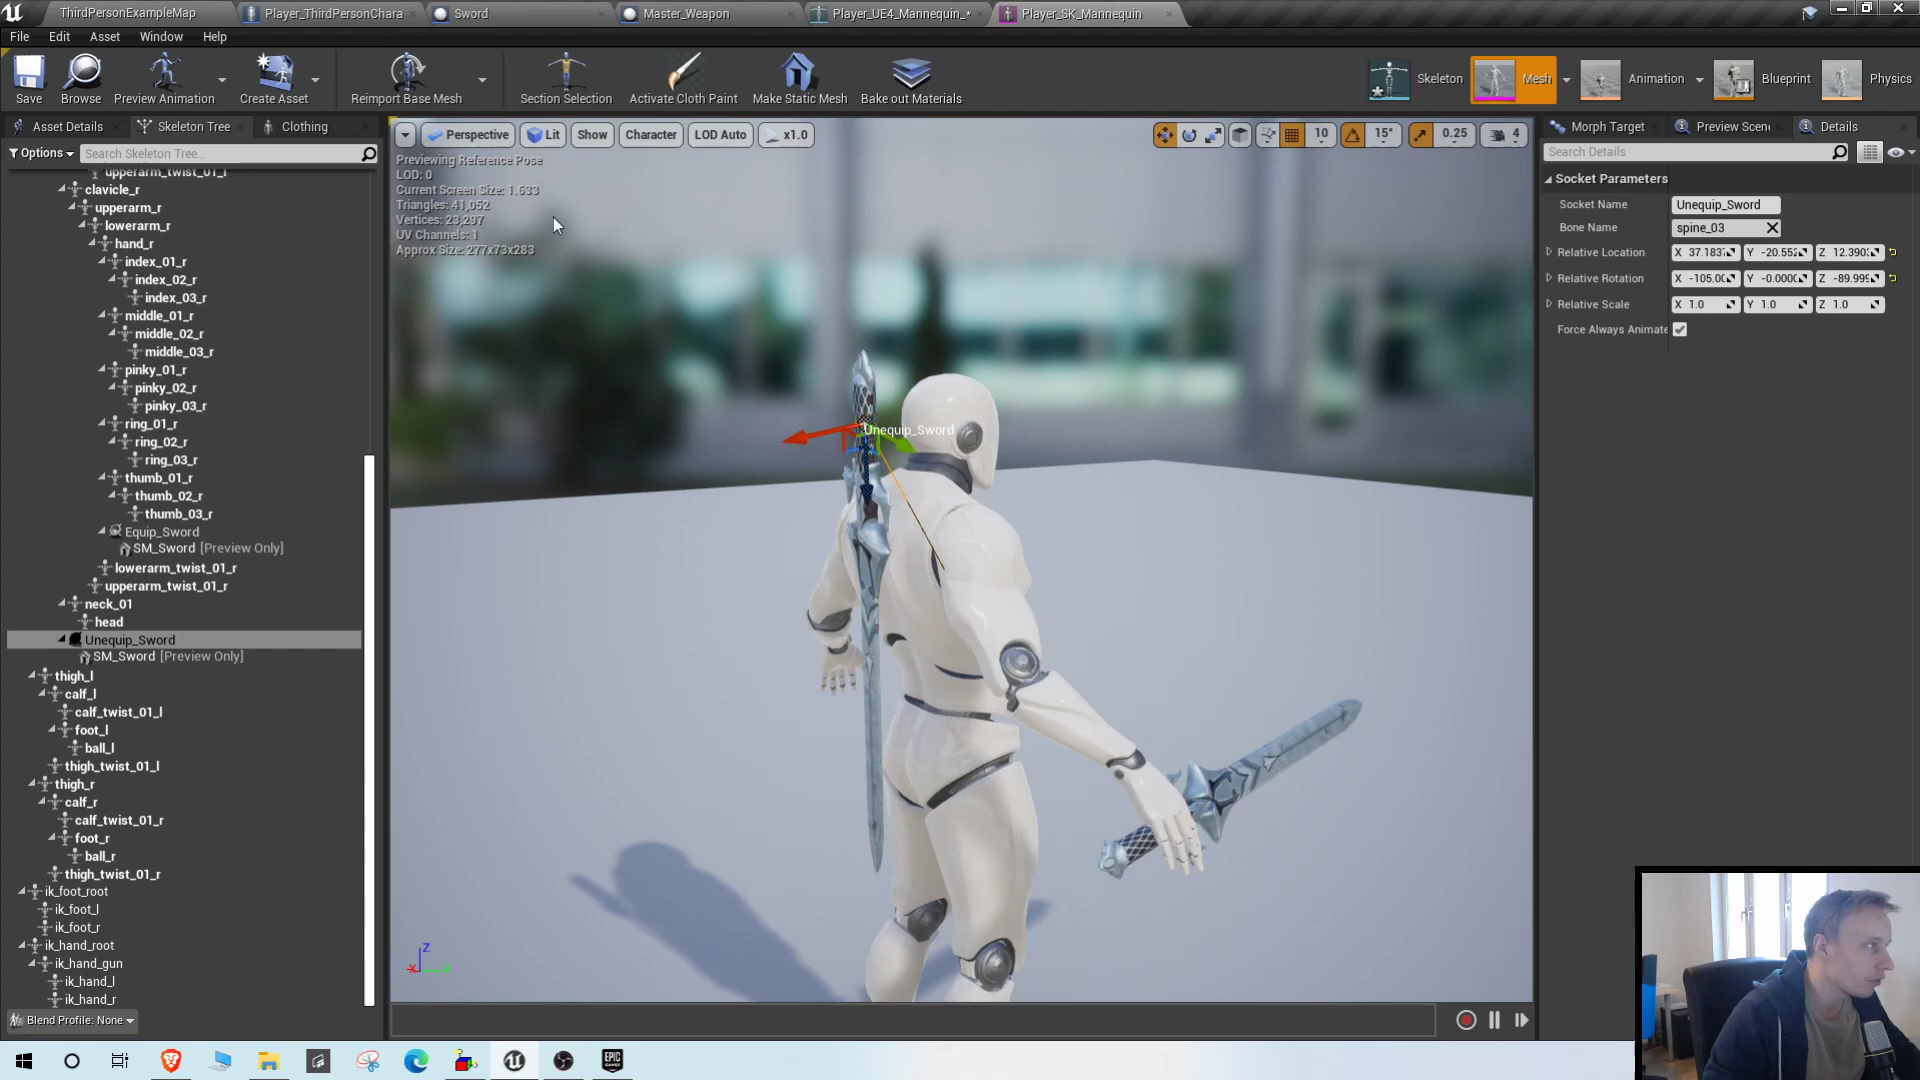 ThirdPersonExampleMap
Player_ThirdPersonChara
Sword
Master_Weapon
Player_UE4_Mannequin_*
Player_SK_Mannequin
File Edit Asset Window Help
Save
Browse
Preview Animation
Create Asset
Reimport Base Mesh
Section Selection
Activate Cloth Paint
Make Static Mesh
Bake out Materials
Skeleton
Mesh
Animation
Blueprint
Physics
Asset Details
Skeleton Tree
Clothing
Options
Search Skeleton Tree...
upperarm_twist_01_l
clavicle_r
upperarm_r
lowerarm_r
hand_r
index_01_r
index_02_r
index_03_r
middle_01_r
middle_02_r
middle_03_r
pinky_01_r
pinky_02_r
pinky_03_r
ring_01_r
ring_02_r
ring_03_r
thumb_01_r
thumb_02_r
thumb_03_r
Equip_Sword
SM_Sword [Preview Only]
lowerarm_twist_01_r
upperarm_twist_01_r
neck_01
head
Unequip_Sword
SM_Sword [Preview Only]
thigh_l
calf_l
calf_twist_01_l
foot_l
ball_l
thigh_twist_01_l
thigh_r
calf_r
calf_twist_01_r
foot_r
ball_r
thigh_twist_01_r
ik_foot_root
ik_foot_l
ik_foot_r
ik_hand_root
ik_hand_gun
ik_hand_l
ik_hand_r
Blend Profile: None
Perspective
Lit
Show
Character
LOD Auto
x1.0
10
15°
0.25
4
Previewing Reference Pose
LOD: 0
Current Screen Size: 1.633
Triangles: 41,052
Vertices: 23,297
UV Channels: 1
Approx Size: 277x73x283
Unequip_Sword
Z
X
Morph Target
Preview Scen
Details
Search Details
Socket Parameters
Socket Name Unequip_Sword
Bone Name spine_03
Relative Location X 37.183 Y -20.552 Z 12.390
Relative Rotation X -105.00 Y -0.0000 Z -89.999
Relative Scale X 1.0 Y 1.0 Z 1.0
Force Always Animate
EPIC
GAMES